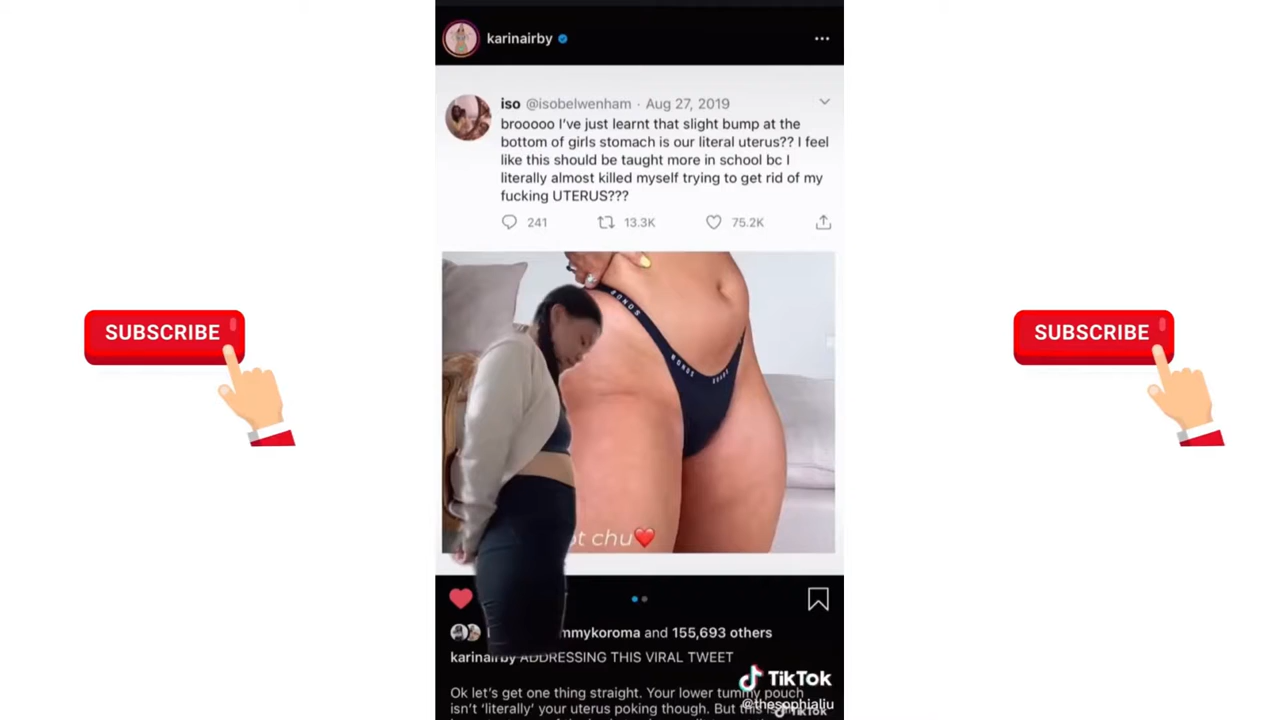 karinairby
iso @isobelwenham · Aug 27, 2019
brooooo I've just learnt that slight bump at the
bottom of girls stomach is our literal uterus?? I feel
like this should be taught more in school bc I
literally almost killed myself trying to get rid of my
fucking UTERUS???
241 13.3K 75.2K
BONDS
BONDS
SUBSCRIBE
SUBSCRIBE
chu❤️
mmykoroma and 155,693 others
karinairby ADDRESSING THIS VIRAL TWEET
Ok let's get one thing straight. Your lower tummy pouch
isn't 'literally' your uterus poking though. But this
TikTok
@thesophialiu
TikTok